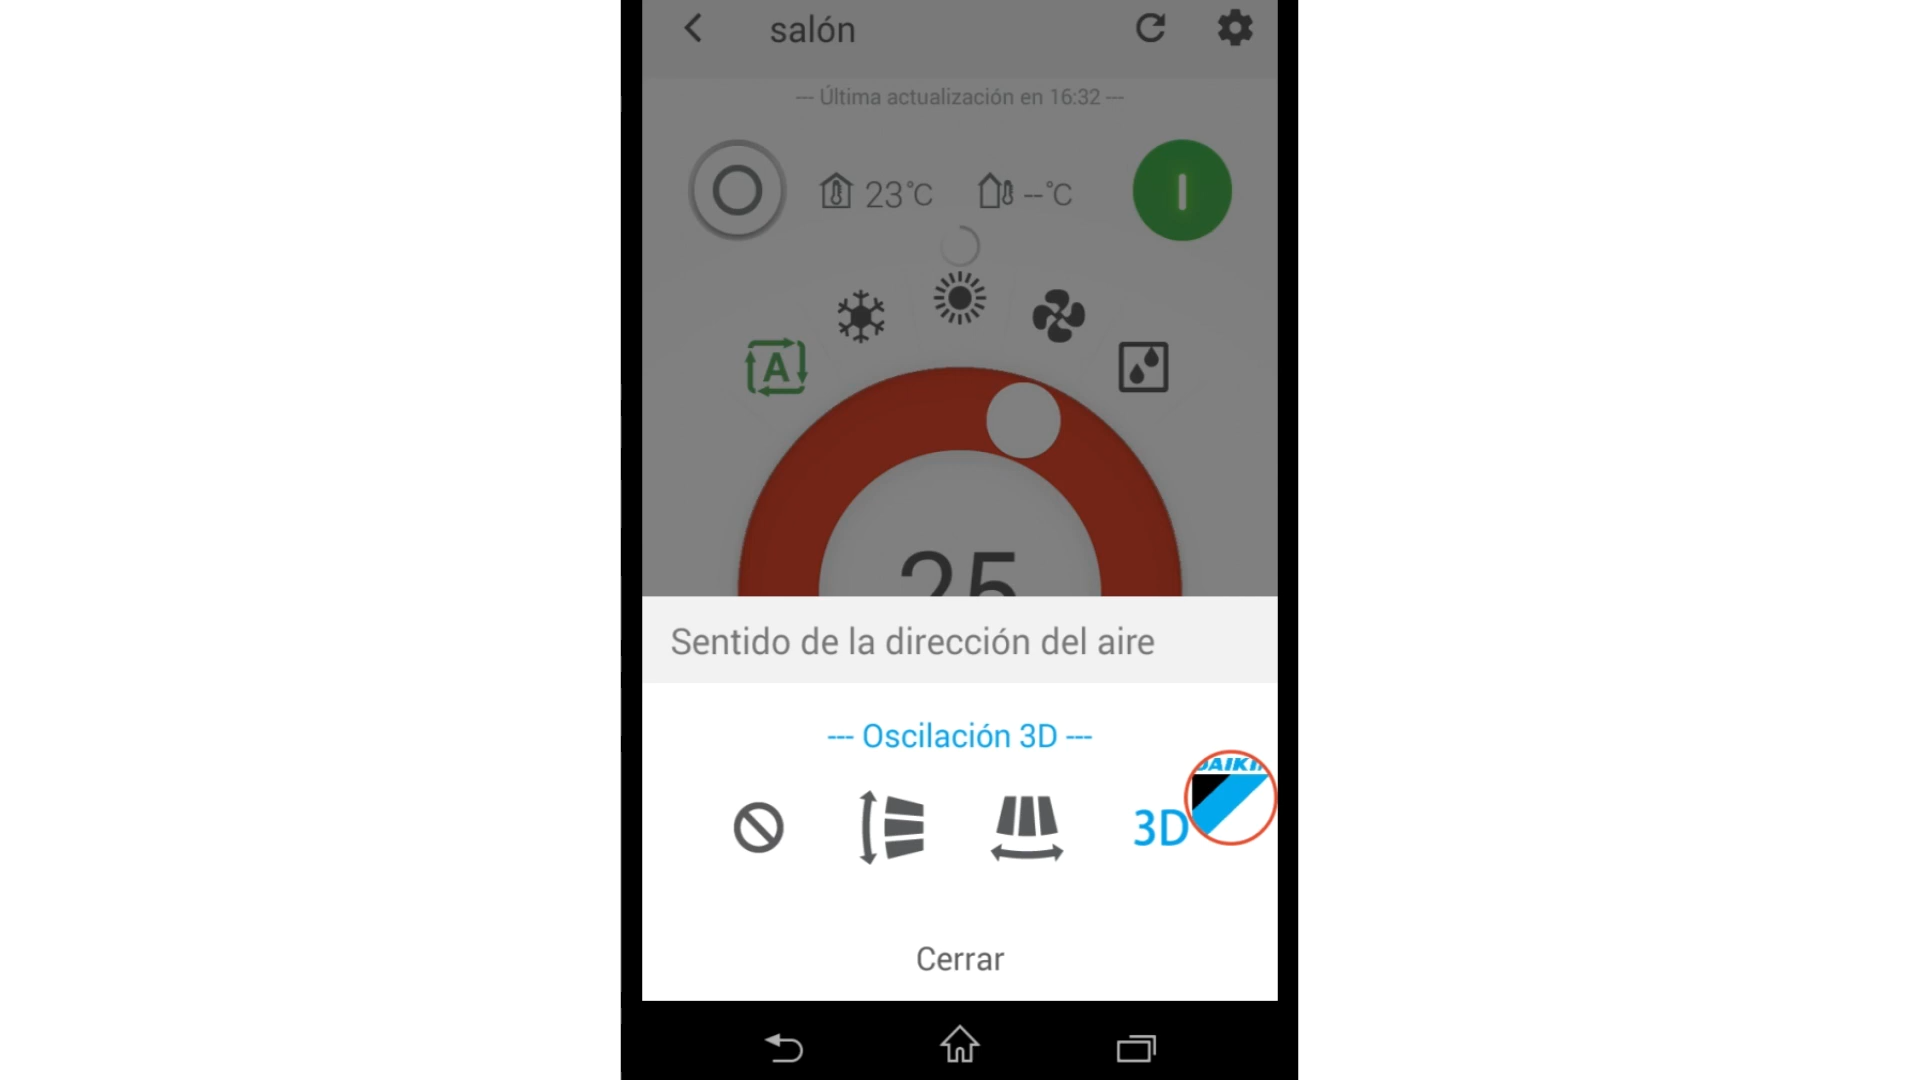 salón
--- Última actualización en 16:32 ---
23°C
--°C
A
25
Sentido de la dirección del aire
--- Oscilación 3D ---
3D
DAIKIN
Cerrar